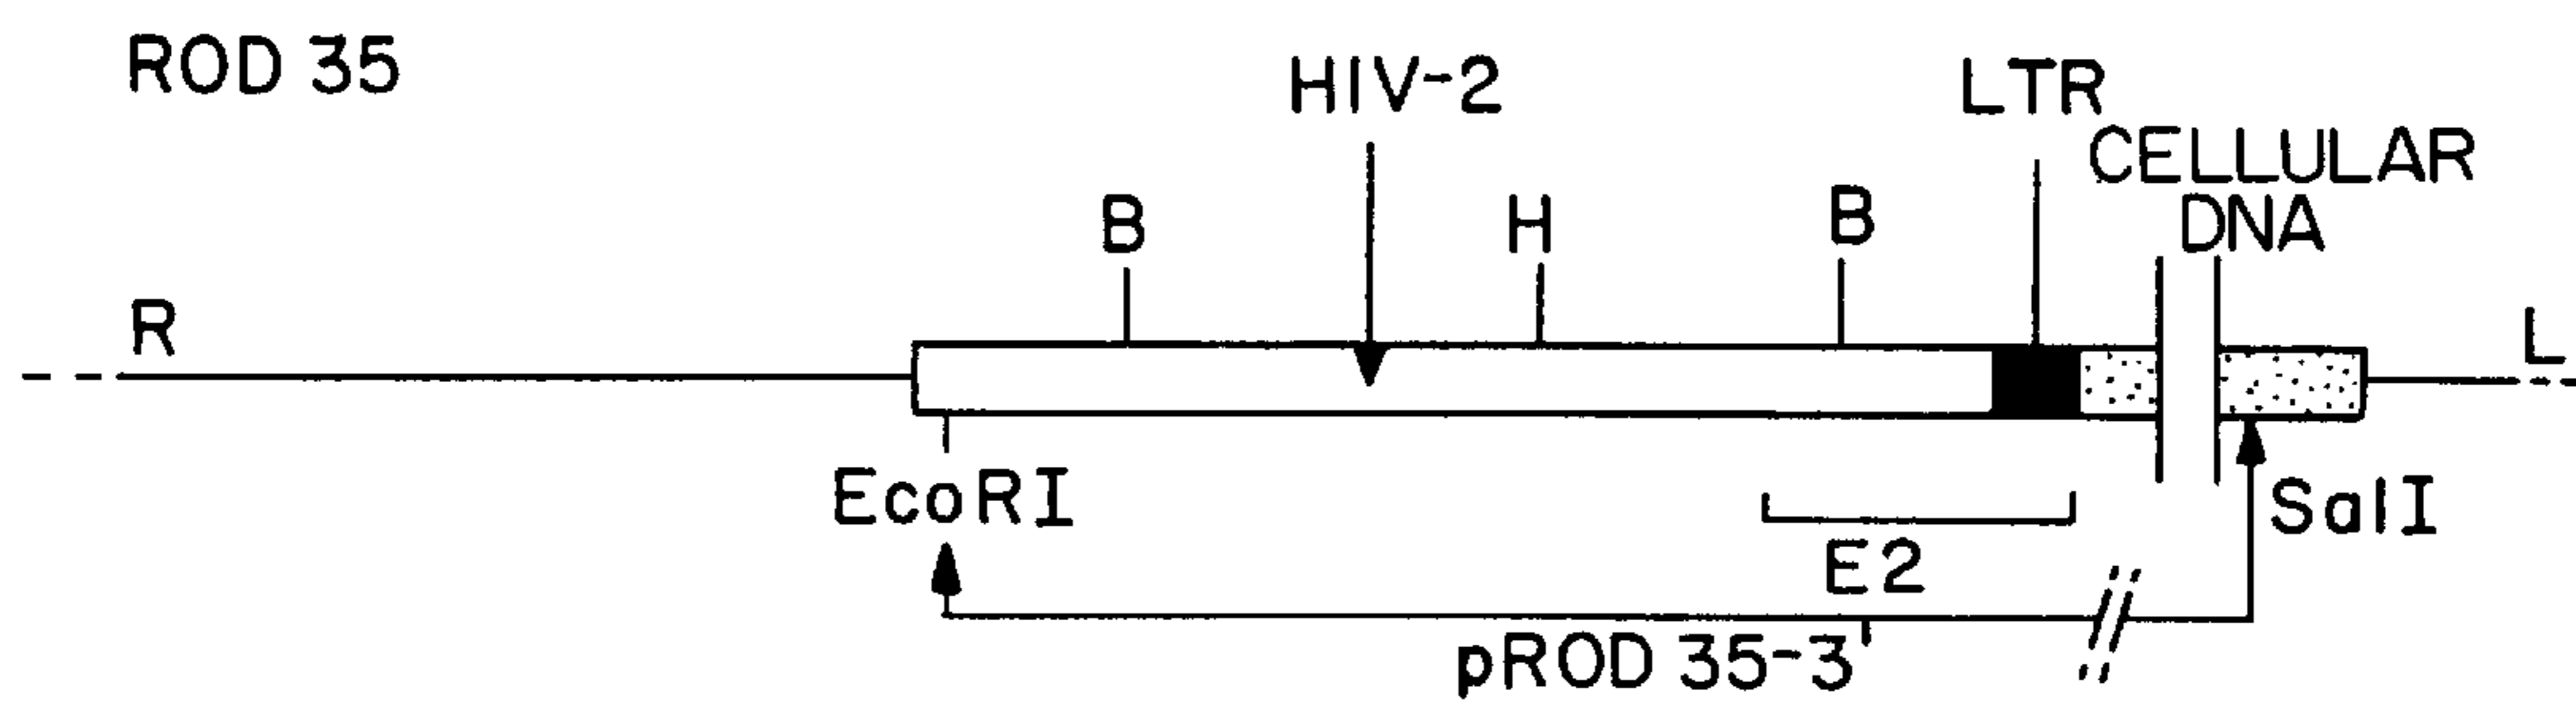 ROD 35
HIV-2
LTR
CELLULAR
DNA
B
H
B
R
L
EcoRI
SalI
E2
pROD 35-3'